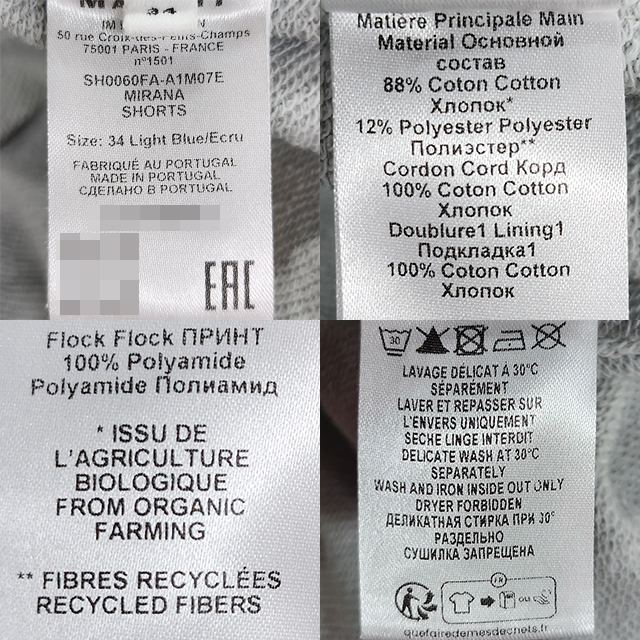 34
50 rue Croix-des-Petits-Champs
75001 PARIS - FRANCE
n°1501
SH0060FA-A1M07E
MIRANA
SHORTS
Size: 34 Light Blue/Ecru
FABRIQUÉ AU PORTUGAL
MADE IN PORTUGAL
СДЕЛАНО В PORTUGAL
EAC
Matière Principale Main
Material Основной
состав
88% Coton Cotton
Хлопок*
12% Polyester Polyester
Полиэстер**
Cordon Cord Корд
100% Coton Cotton
Хлопок
Doublure1 Lining1
Подкладка1
100% Coton Cotton
Хлопок
Flock Flock ПРИНТ
100% Polyamide
Polyamide Полиамид
* ISSU DE
L'AGRICULTURE
BIOLOGIQUE
FROM ORGANIC
FARMING
** FIBRES RECYCLÉES
RECYCLED FIBERS
30
LAVAGE DÉLICAT À 30°C
SÉPARÉMENT
LAVER ET REPASSER SUR
L'ENVERS UNIQUEMENT
SECHE LINGE INTERDIT
DELICATE WASH AT 30°C
SEPARATELY
WASH AND IRON INSIDE OUT ONLY
DRYER FORBIDDEN
ДЕЛИКАТНАЯ СТИРКА ПРИ 30°
РАЗДЕЛЬНО
СУШИЛКА ЗАПРЕЩЕНА
FR
OU
quefairedemesdechets.fr